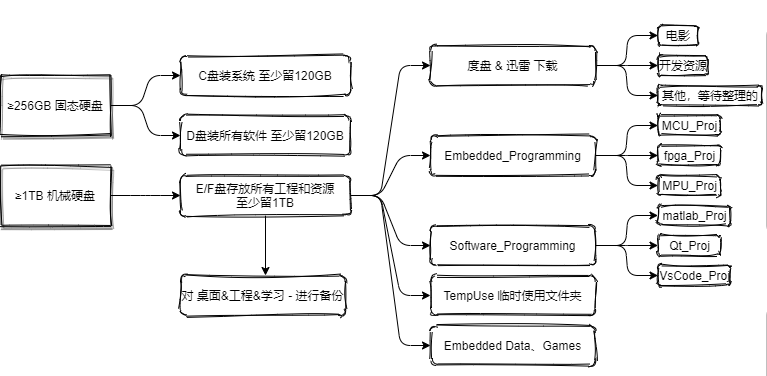 ≥256GB 固态硬盘
C盘装系统 至少留120GB
D盘装所有软件 至少留120GB
≥1TB 机械硬盘
E/F盘存放所有工程和资源
至少留1TB
对 桌面&工程&学习 - 进行备份
度盘 & 迅雷 下载
电影
开发资源
其他，等待整理的
Embedded_Programming
MCU_Proj
fpga_Proj
MPU_Proj
Software_Programming
matlab_Proj
Qt_Proj
VsCode_Proj
TempUse 临时使用文件夹
Embedded Data、Games